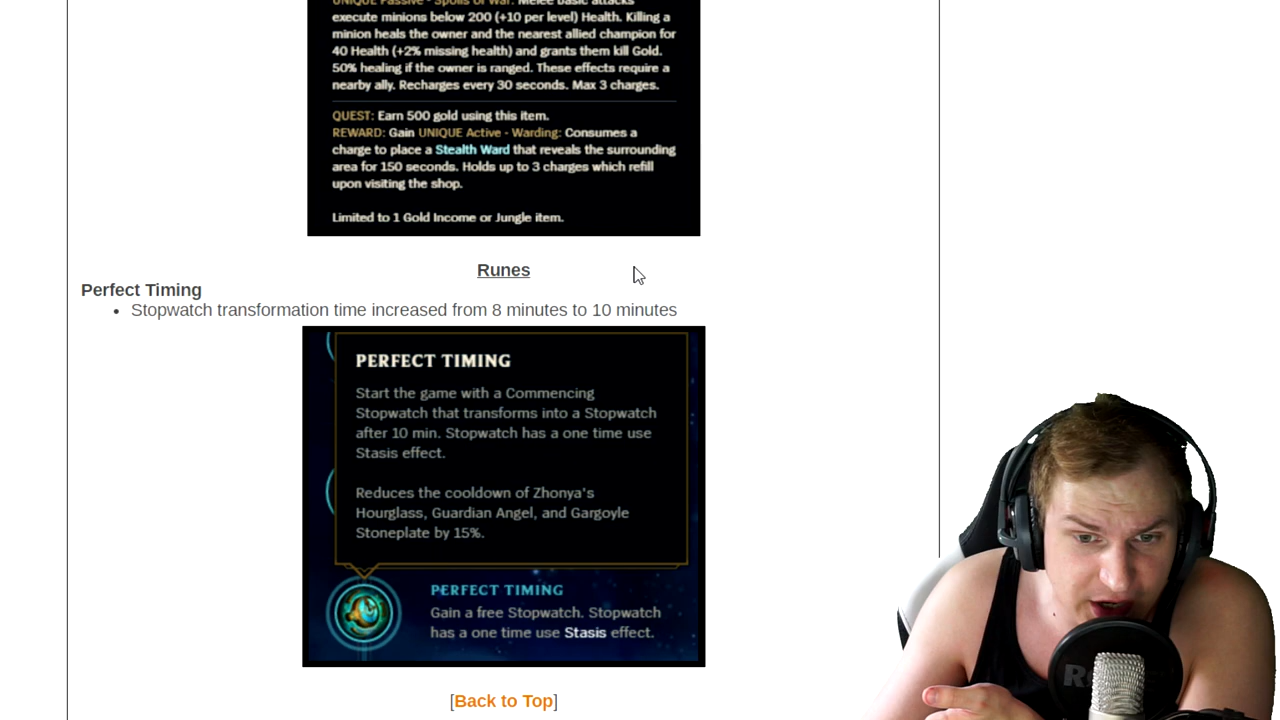 UNIQUE Passive - Spoils of War: Melee basic attacks
execute minions below 200 (+10 per level) Health. Killing a
minion heals the owner and the nearest allied champion for
40 Health (+2% missing health) and grants them kill Gold.
50% healing if the owner is ranged. These effects require a
nearby ally. Recharges every 30 seconds. Max 3 charges.
QUEST: Earn 500 gold using this item.
REWARD: Gain UNIQUE Active - Warding: Consumes a
charge to place a Stealth Ward that reveals the surrounding
area for 150 seconds. Holds up to 3 charges which refill
upon visiting the shop.
Limited to 1 Gold Income or Jungle item.
Runes
Perfect Timing
• Stopwatch transformation time increased from 8 minutes to 10 minutes
PERFECT TIMING
Start the game with a Commencing
Stopwatch that transforms into a Stopwatch
after 10 min. Stopwatch has a one time use
Stasis effect.
Reduces the cooldown of Zhonya's
Hourglass, Guardian Angel, and Gargoyle
Stoneplate by 15%.
PERFECT TIMING
Gain a free Stopwatch. Stopwatch
has a one time use Stasis effect.
[Back to Top]